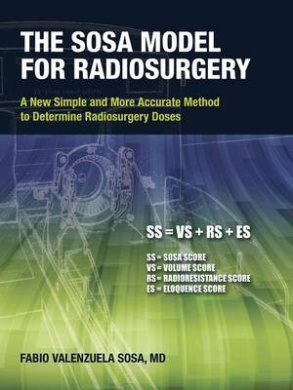 THE SOSA MODEL
FOR RADIOSURGERY
A New Simple and More Accurate Method
to Determine Radiosurgery Doses
SS = VS + RS + ES
SS = SOSA SCORE
VS = VOLUME SCORE
RS = RADIORESISTANCE SCORE
ES = ELOQUENCE SCORE
FABIO VALENZUELA SOSA, MD